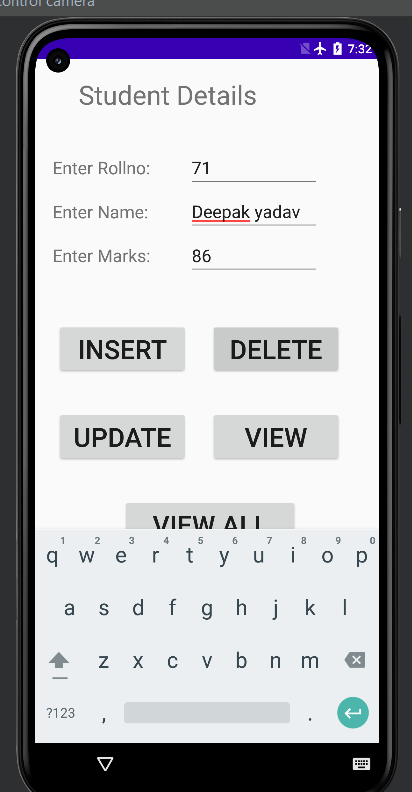 control camera
7:32
Student Details
Enter Rollno: 71
Enter Name: Deepak yadav
Enter Marks: 86
INSERT DELETE
UPDATE VIEW
VIEW ALL
1 2 3 4 5 6 7 8 9 0
q w e r t y u i o p
a s d f g h j k l
z x c v b n m
?123 , .